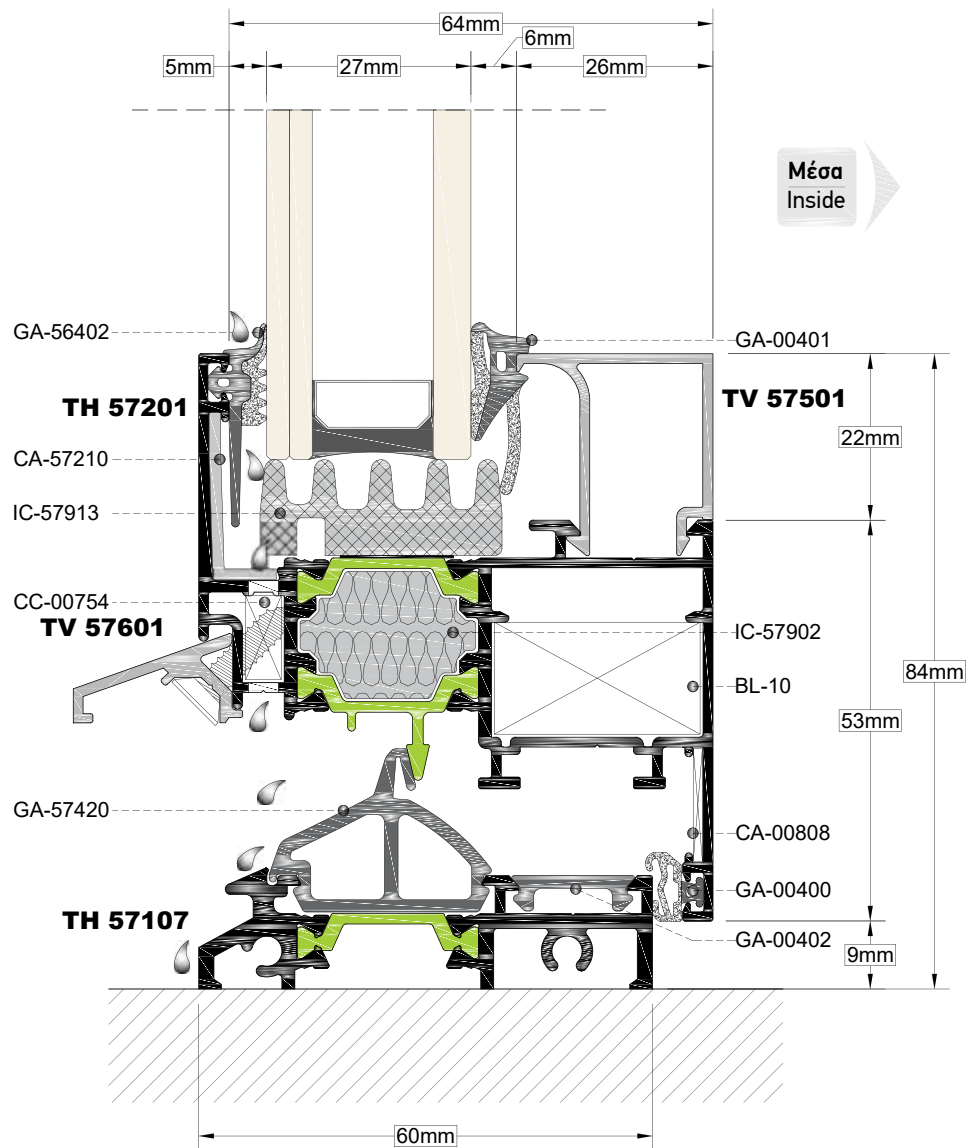 64mm
6mm
5mm
27mm
26mm
Μέσα
Inside
GA-56402
GA-00401
TH 57201
TV 57501
22mm
CA-57210
IC-57913
CC-00754
TV 57601
IC-57902
84mm
BL-10
53mm
GA-57420
CA-00808
GA-00400
TH 57107
GA-00402
9mm
60mm